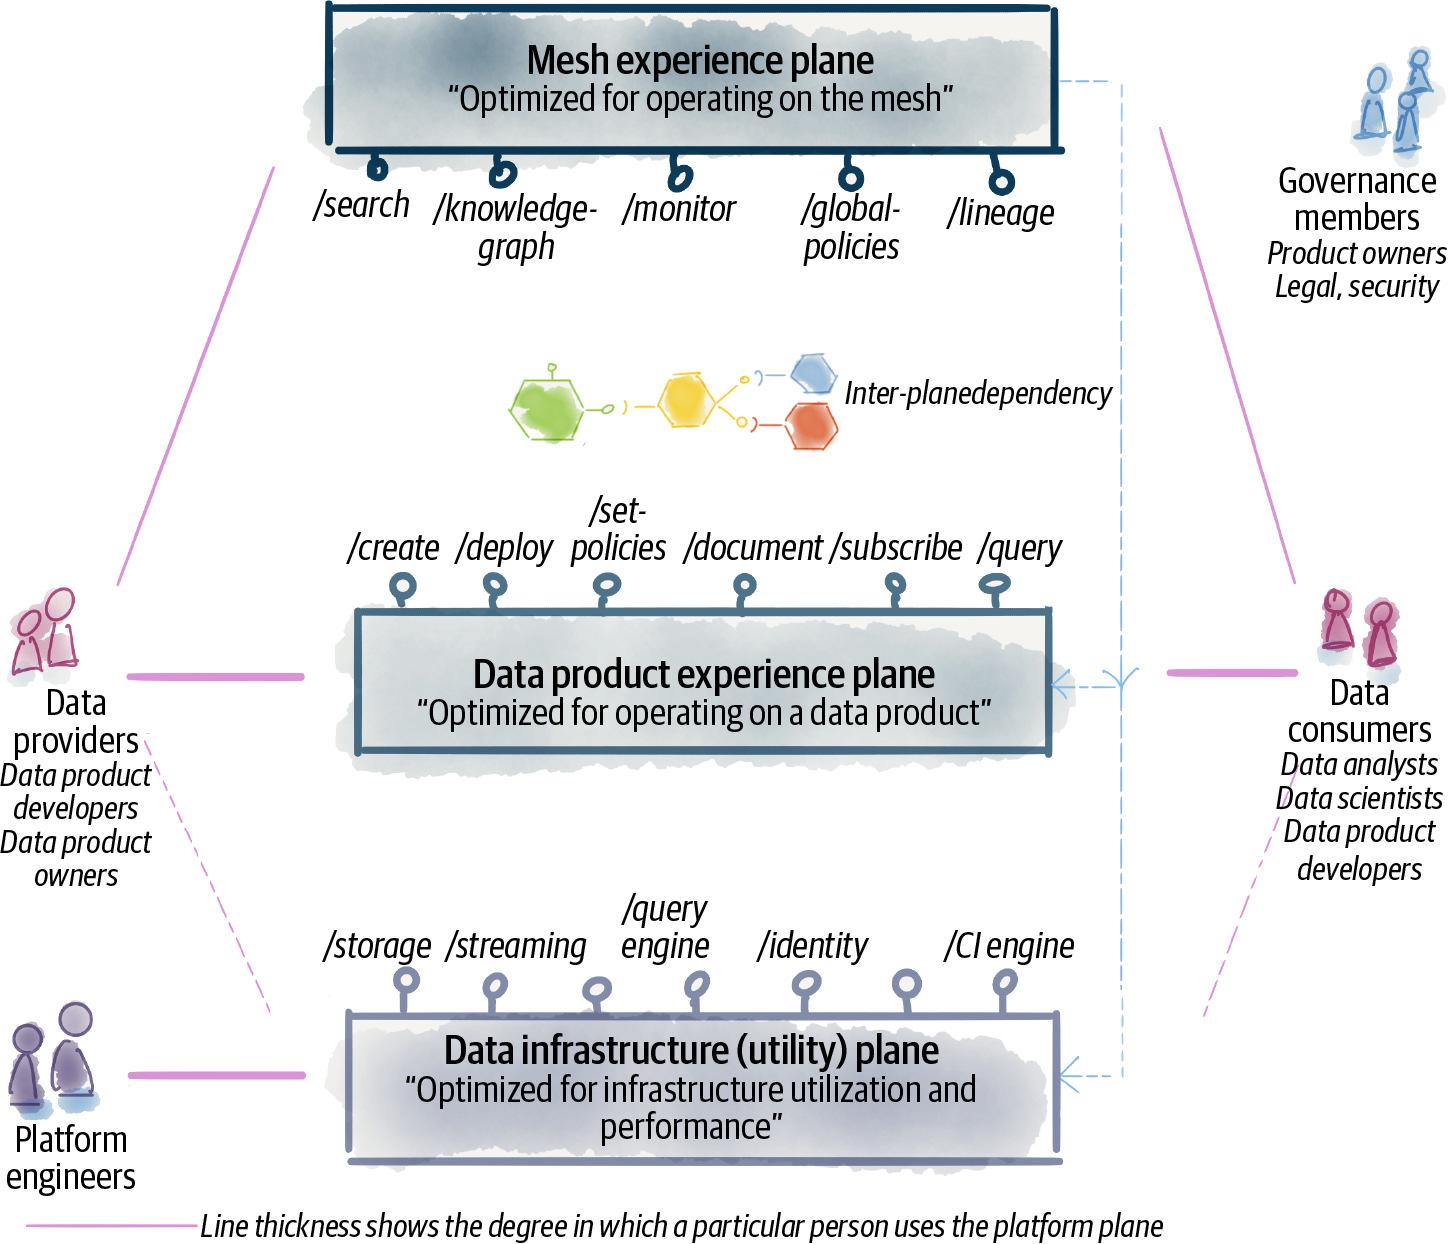 Mesh experience plane
“Optimized for operating on the mesh”
/search
/knowledge-
graph
/monitor
/global-
policies
/lineage
Governance
members
Product owners
Legal, security
Inter-planedependency
/create
/deploy
/set-
policies
/document
/subscribe
/query
Data product experience plane
“Optimized for operating on a data product”
Data
providers
Data product
developers
Data product
owners
Data
consumers
Data analysts
Data scientists
Data product
developers
/storage
/streaming
/query
engine
/identity
/CI engine
Data infrastructure (utility) plane
“Optimized for infrastructure utilization and
performance”
Platform
engineers
Line thickness shows the degree in which a particular person uses the platform plane